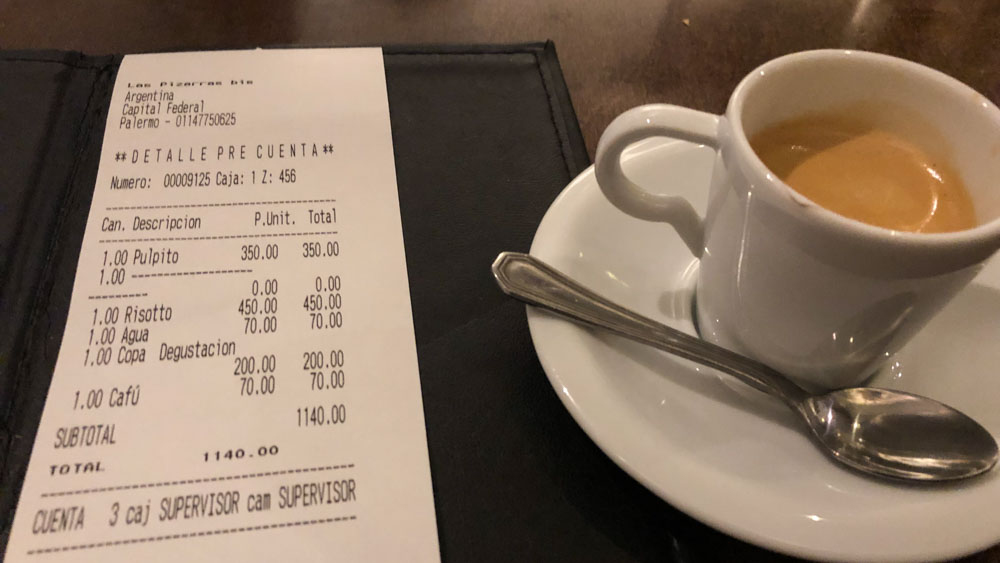 Las Pizarras bis
Argentina
Capital Federal
Palermo - 01147750625
**DETALLE PRE CUENTA**
Numero: 00009125 Caja: 1 Z: 456
Can. Descripcion P.Unit. Total
1.00 Pulpito 350.00 350.00
1.00 --------------------
---------- 0.00 0.00
1.00 Risotto 450.00 450.00
1.00 Agua 70.00 70.00
1.00 Copa Degustacion
200.00 200.00
1.00 Cafú 70.00 70.00
SUBTOTAL 1140.00
TOTAL 1140.00
CUENTA 3 caj SUPERVISOR cam SUPERVISOR